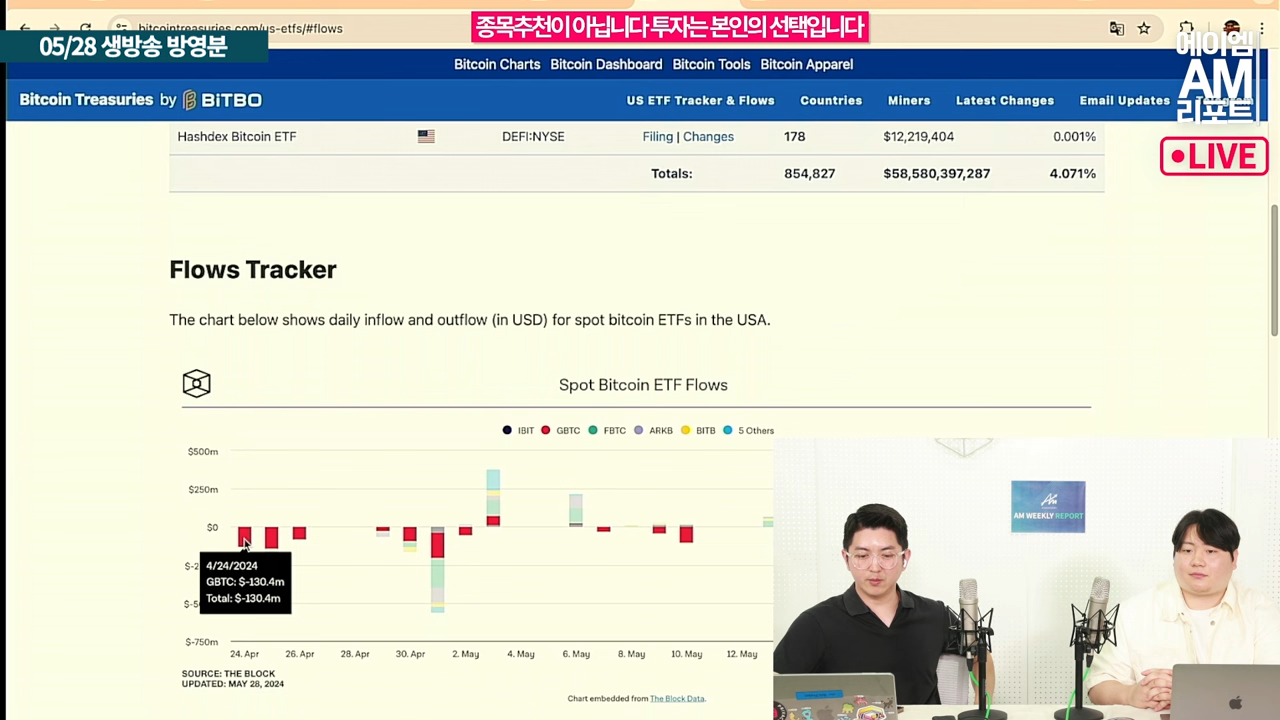 종목추천이 아닙니다 투자는 본인의 선택입니다
bitcointreasuries.com/us-etfs/#flows
05/28 생방송 방영분
에이엠
AM
리포트
LIVE
Bitcoin Charts Bitcoin Dashboard Bitcoin Tools Bitcoin Apparel
Bitcoin Treasuries by BiTBO
US ETF Tracker & Flows Countries Miners Latest Changes Email Updates
Hashdex Bitcoin ETF DEFI:NYSE Filing | Changes 178 $12,219,404 0.001%
Totals: 854,827 $58,580,397,287 4.071%
Flows Tracker
The chart below shows daily inflow and outflow (in USD) for spot bitcoin ETFs in the USA.
Spot Bitcoin ETF Flows
IBIT GBTC FBTC ARKB BITB 5 Others
$500m
$250m
$0
$-750m
4/24/2024
GBTC: $-130.4m
Total: $-130.4m
24. Apr 26. Apr 28. Apr 30. Apr 2. May 4. May 6. May 8. May 10. May 12. May
SOURCE: THE BLOCK
UPDATED: MAY 28, 2024
Chart embedded from The Block Data.
AM WEEKLY REPORT